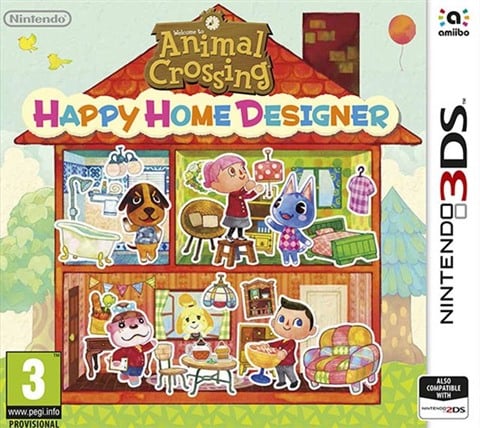 Nintendo
Welcome to
Animal
Crossing
HAPPY HOME DESIGNER
amiibo
NINTENDO 3DS™
3
www.pegi.info
PROVISIONAL
ALSO
COMPATIBLE
WITH
NINTENDO 2DS